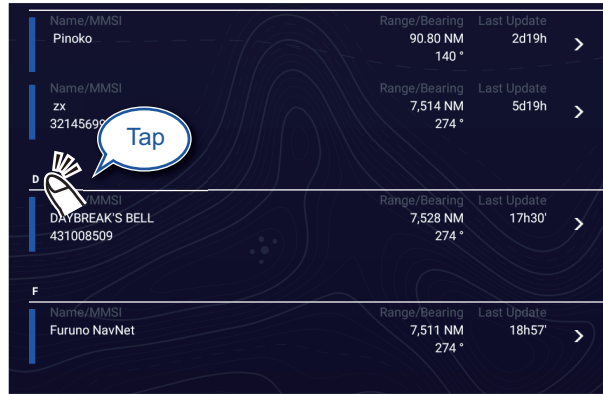 Name/MMSI Range/Bearing Last Update
Pinoko 90.80 NM 2d19h
140 °
Name/MMSI Range/Bearing Last Update
zx 7,514 NM 5d19h
274 °
Tap
D
/MMSI Range/Bearing Last Update
DAYBREAK'S BELL 7,528 NM 17h30'
431008509 274 °
F
Name/MMSI Range/Bearing Last Update
Furuno NavNet 7,511 NM 18h57'
274 °